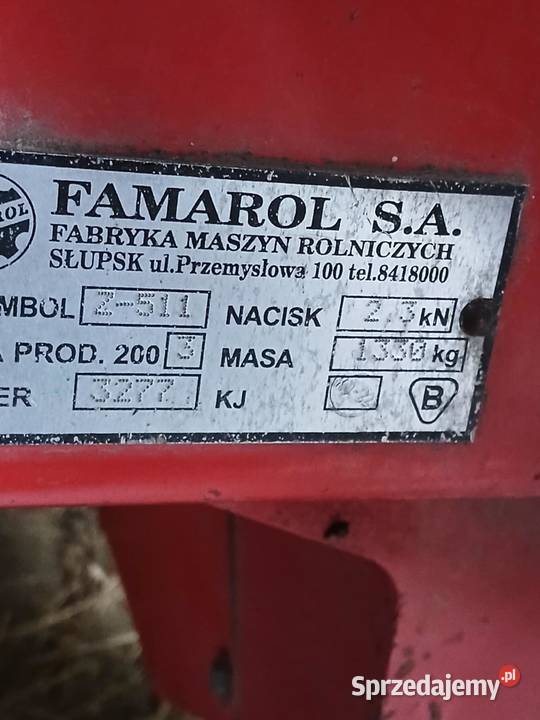 ROL
FAMAROL S.A.
FABRYKA MASZYN ROLNICZYCH
SŁUPSK ul.Przemysłowa 100 tel.8418000
MBOL Z-511 NACISK 2.3 kN
A PROD. 200 3 MASA 1330 kg
ER 3277 KJ
B
Sprzedajemy.pl